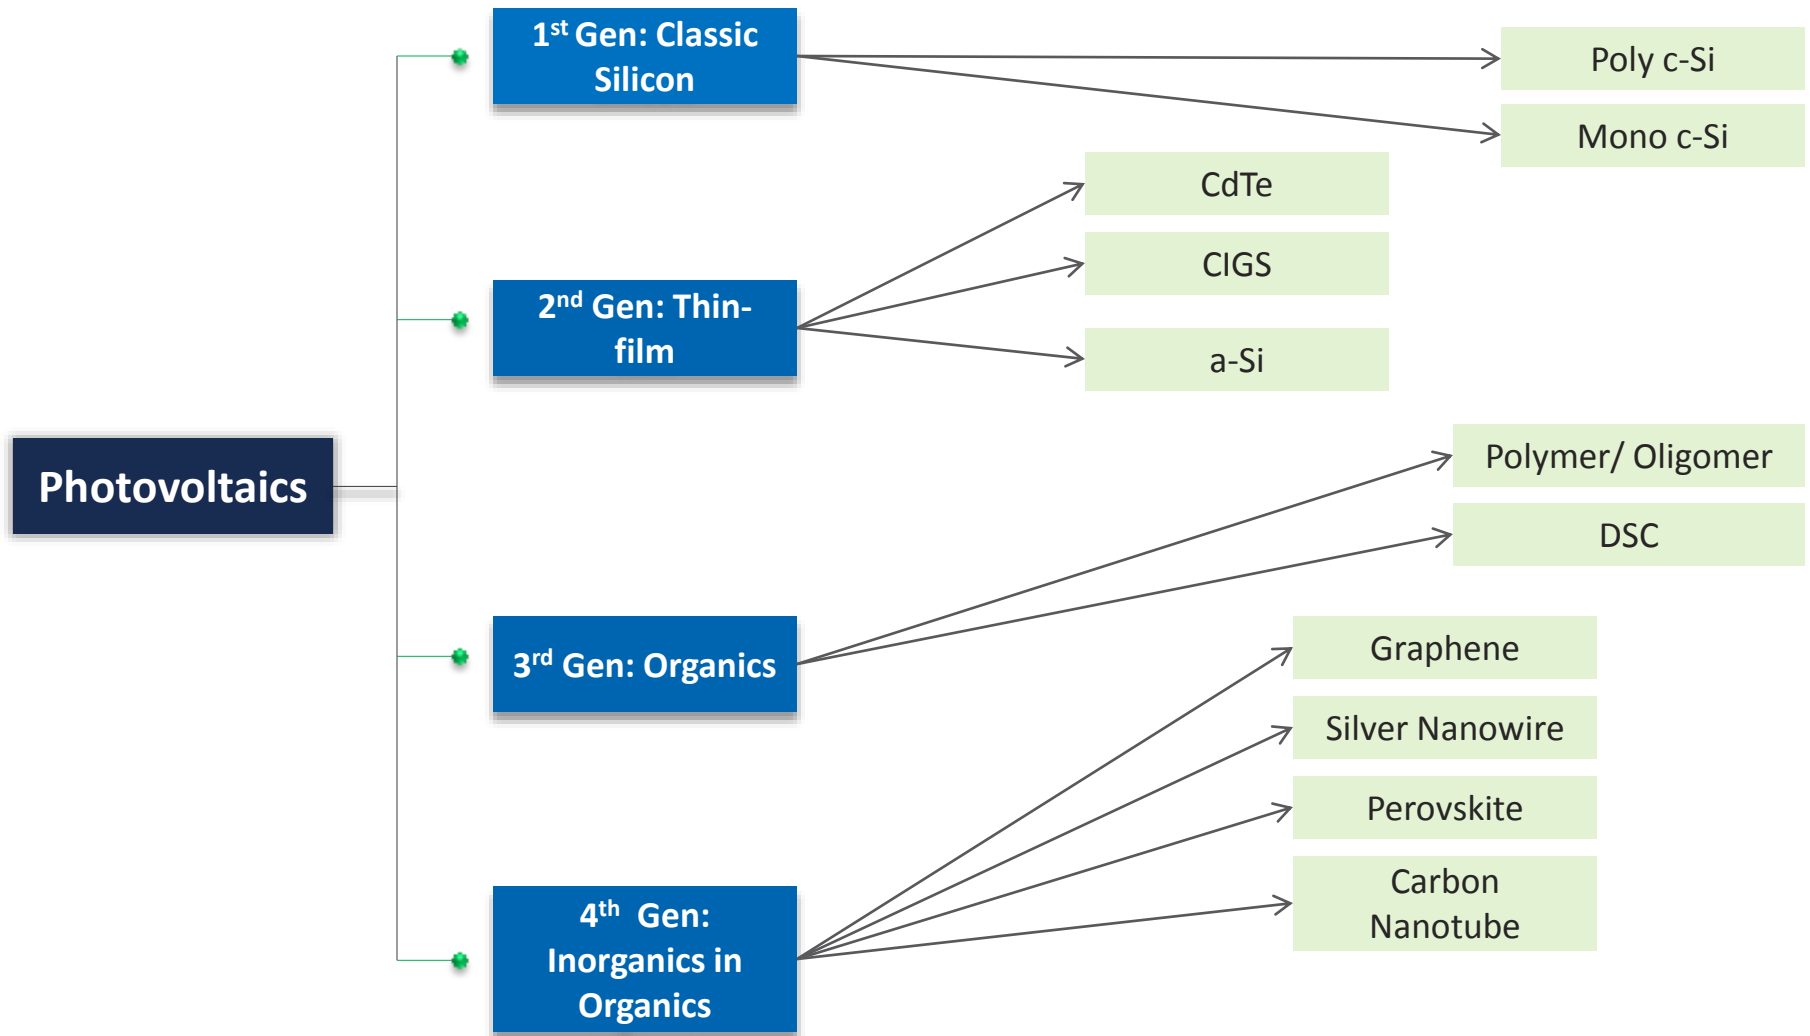 Photovoltaics
1st Gen: Classic
Silicon
Poly c-Si
Mono c-Si
2nd Gen: Thin-
film
CdTe
CIGS
a-Si
3rd Gen: Organics
Polymer/ Oligomer
DSC
4th Gen:
Inorganics in
Organics
Graphene
Silver Nanowire
Perovskite
Carbon
Nanotube